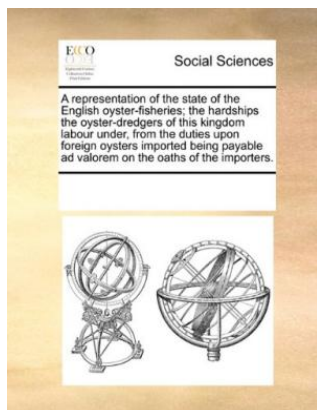 ECCO
Social Sciences
A representation of the state of the
English oyster-fisheries; the hardships
the oyster-dredgers of this kingdom
labour under, from the duties upon
foreign oysters imported being payable
ad valorem on the oaths of the importers.